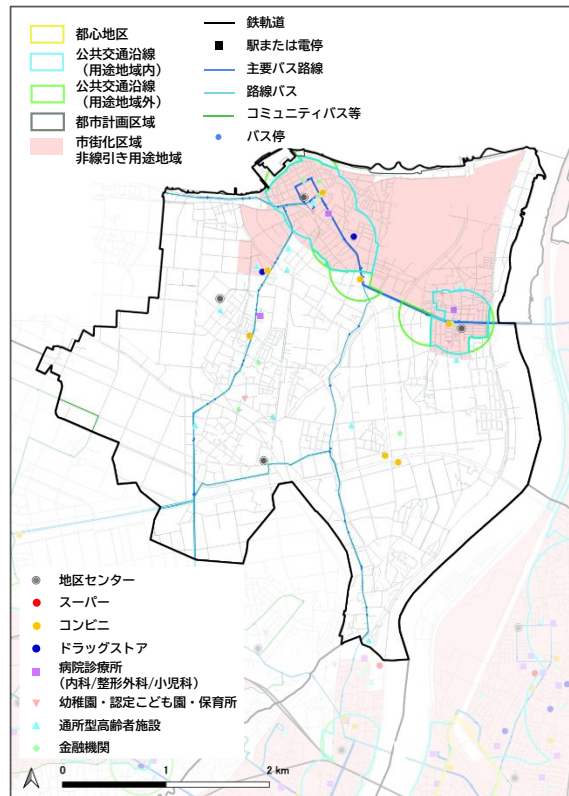 都心地区
公共交通沿線
（用途地域内）
公共交通沿線
（用途地域外）
都市計画区域
市街化区域
非線引き用途地域
鉄軌道
駅または電停
主要バス路線
路線バス
コミュニティバス等
バス停
地区センター
スーパー
コンビニ
ドラッグストア
病院診療所
（内科/整形外科/小児科）
幼稚園・認定こども園・保育所
通所型高齢者施設
金融機関
0 1 2 km